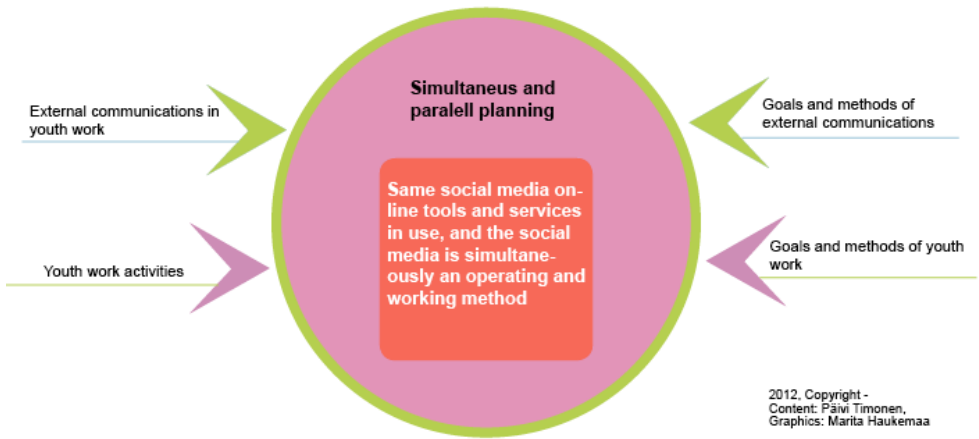 Simultaneus and
paralell planning
External communications in
youth work
Goals and methods of
external communications
Same social media on-
line tools and services
in use, and the social
media is simultane-
ously an operating and
working method
Youth work activities
Goals and methods of youth
work
2012, Copyright -
Content: Päivi Timonen,
Graphics: Marita Haukemaa